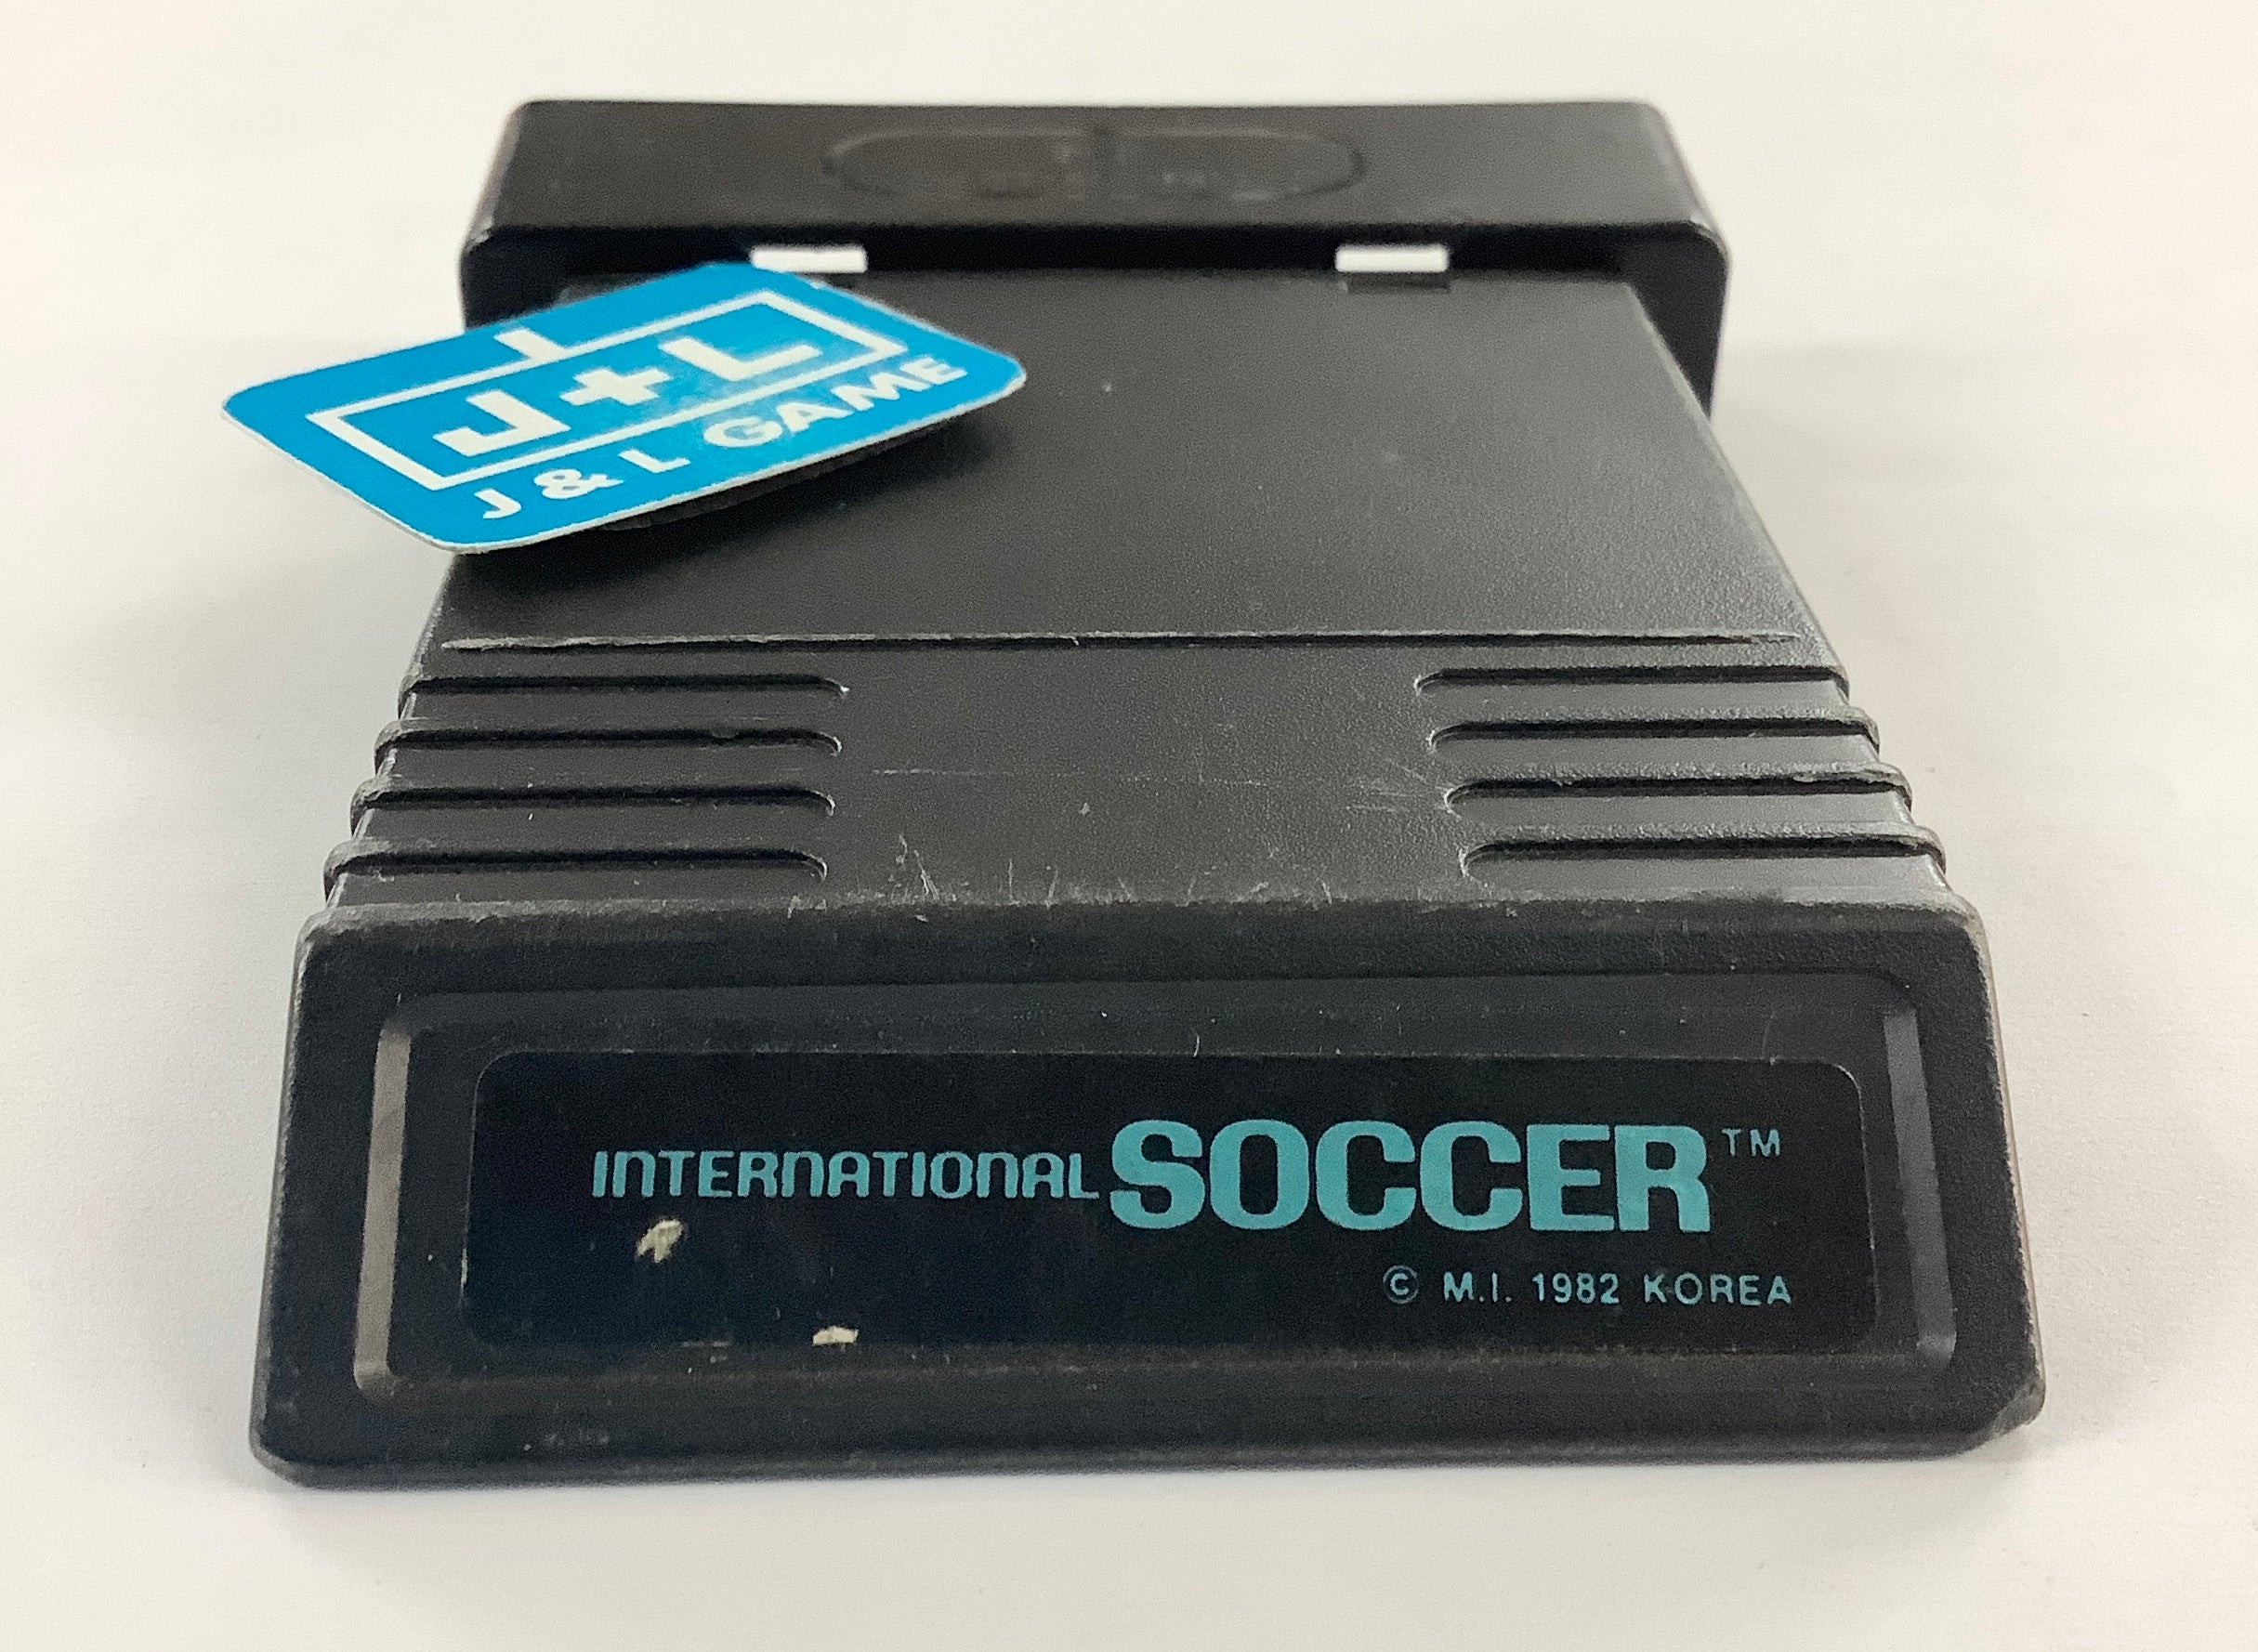 J+L
J & L GAME
INTERNATIONAL SOCCER™
© M.I. 1982 KOREA